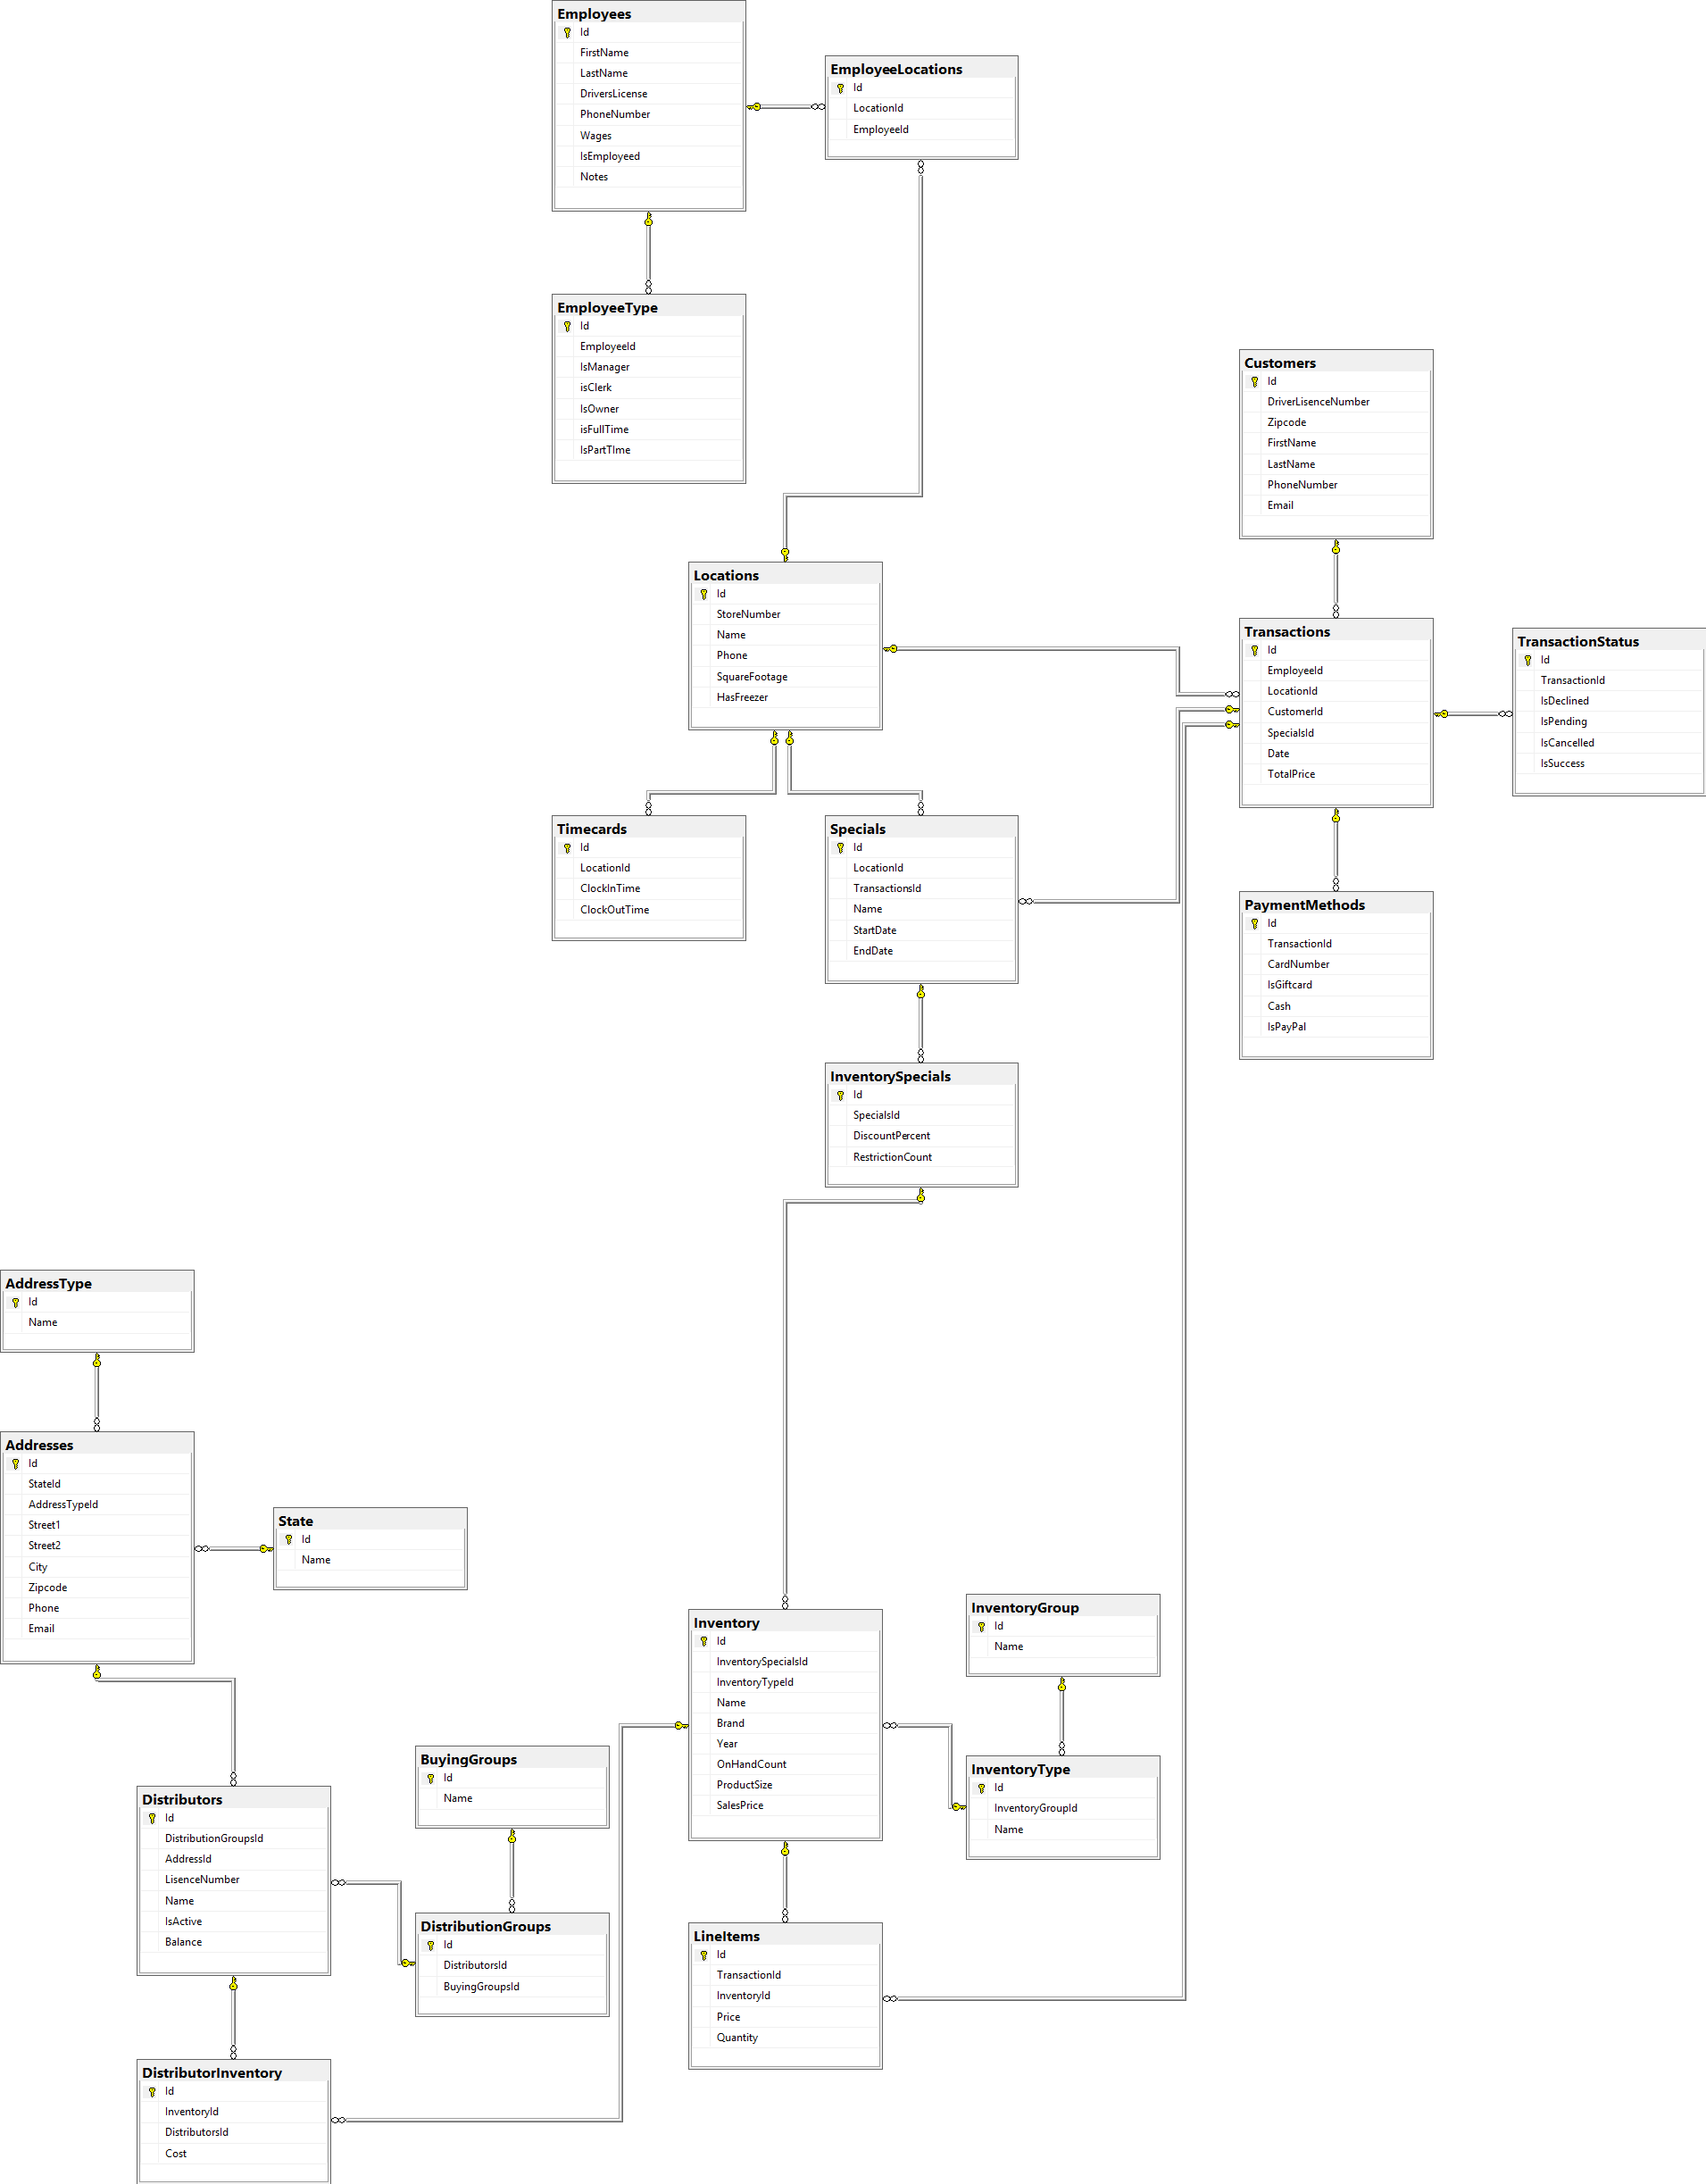 Employees
Id
FirstName
LastName
DriversLicense
PhoneNumber
Wages
IsEmployeed
Notes
EmployeeLocations
Id
LocationId
EmployeeId
EmployeeType
Id
EmployeeId
IsManager
isClerk
IsOwner
isFullTime
IsPartTIme
Customers
Id
DriverLisenceNumber
Zipcode
FirstName
LastName
PhoneNumber
Email
Locations
Id
StoreNumber
Name
Phone
SquareFootage
HasFreezer
Transactions
Id
EmployeeId
LocationId
CustomerId
SpecialsId
Date
TotalPrice
TransactionStatus
Id
TransactionId
IsDeclined
IsPending
IsCancelled
IsSuccess
Timecards
Id
LocationId
ClockInTime
ClockOutTime
Specials
Id
LocationId
TransactionsId
Name
StartDate
EndDate
PaymentMethods
Id
TransactionId
CardNumber
IsGiftcard
Cash
IsPayPal
InventorySpecials
Id
SpecialsId
DiscountPercent
RestrictionCount
AddressType
Id
Name
Addresses
Id
StateId
AddressTypeId
Street1
Street2
City
Zipcode
Phone
Email
State
Id
Name
Inventory
Id
InventorySpecialsId
InventoryTypeId
Name
Brand
Year
OnHandCount
ProductSize
SalesPrice
InventoryGroup
Id
Name
InventoryType
Id
InventoryGroupId
Name
BuyingGroups
Id
Name
Distributors
Id
DistributionGroupsId
AddressId
LisenceNumber
Name
IsActive
Balance
DistributionGroups
Id
DistributorsId
BuyingGroupsId
LineItems
Id
TransactionId
InventoryId
Price
Quantity
DistributorInventory
Id
InventoryId
DistributorsId
Cost